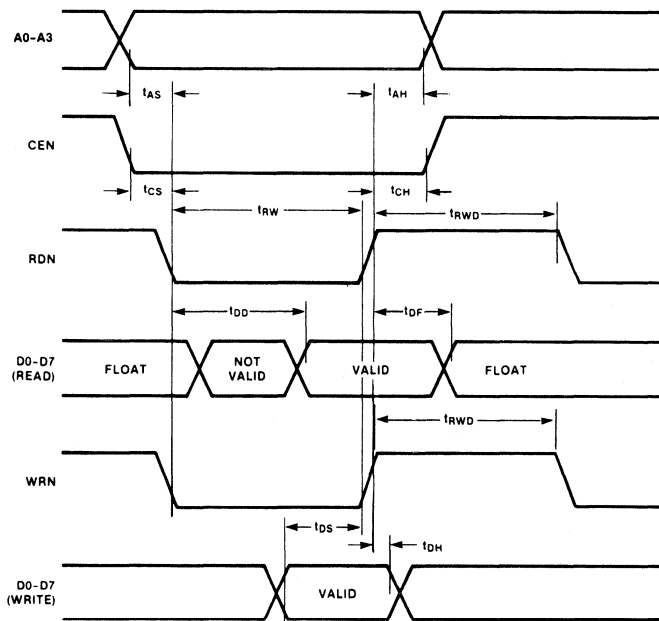 A0-A3
tAS
tAH
CEN
tCS
tCH
tRW
tRWD
RDN
tDD
tDF
D0-D7
(READ)
FLOAT
NOT
VALID
VALID
FLOAT
tRWD
WRN
tDS
tDH
D0-D7
(WRITE)
VALID